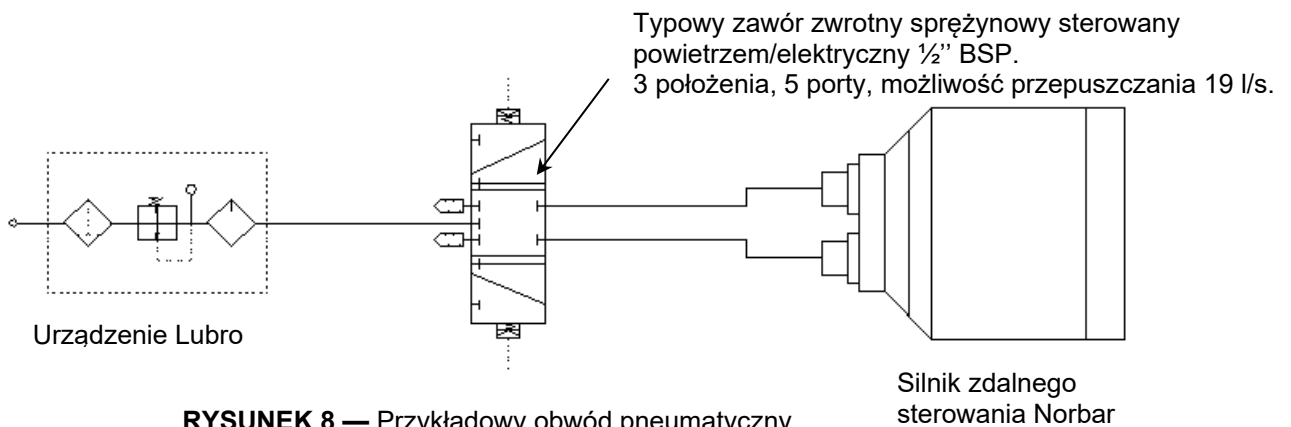 Typowy zawór zwrotny sprężynowy sterowany
powietrzem/elektryczny ½’’ BSP.
3 położenia, 5 porty, możliwość przepuszczania 19 l/s.
Urządzenie Lubro
Silnik zdalnego
sterowania Norbar
RYSUNEK 8 — Przykładowy obwód pneumatyczny